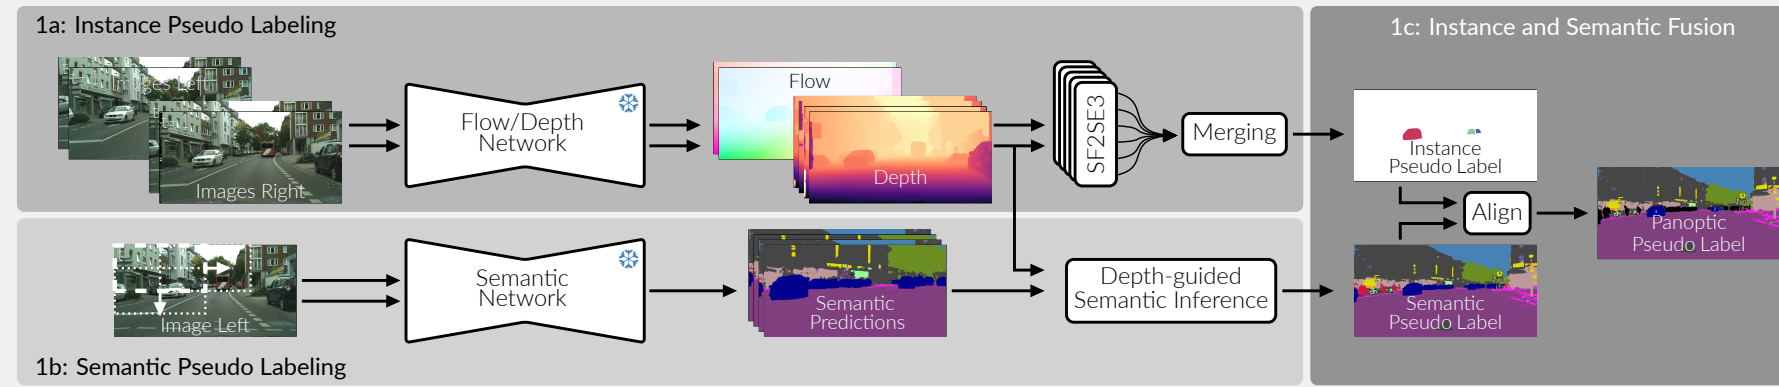 1a: Instance Pseudo Labeling
Images Left
Images Right
Flow/Depth
Network
Flow
Depth
SF2SE3
Merging
1b: Semantic Pseudo Labeling
Image Left
Semantic
Network
Semantic
Predictions
Depth-guided
Semantic Inference
1c: Instance and Semantic Fusion
Instance
Pseudo Label
Semantic
Pseudo Label
Align
Panoptic
Pseudo Label